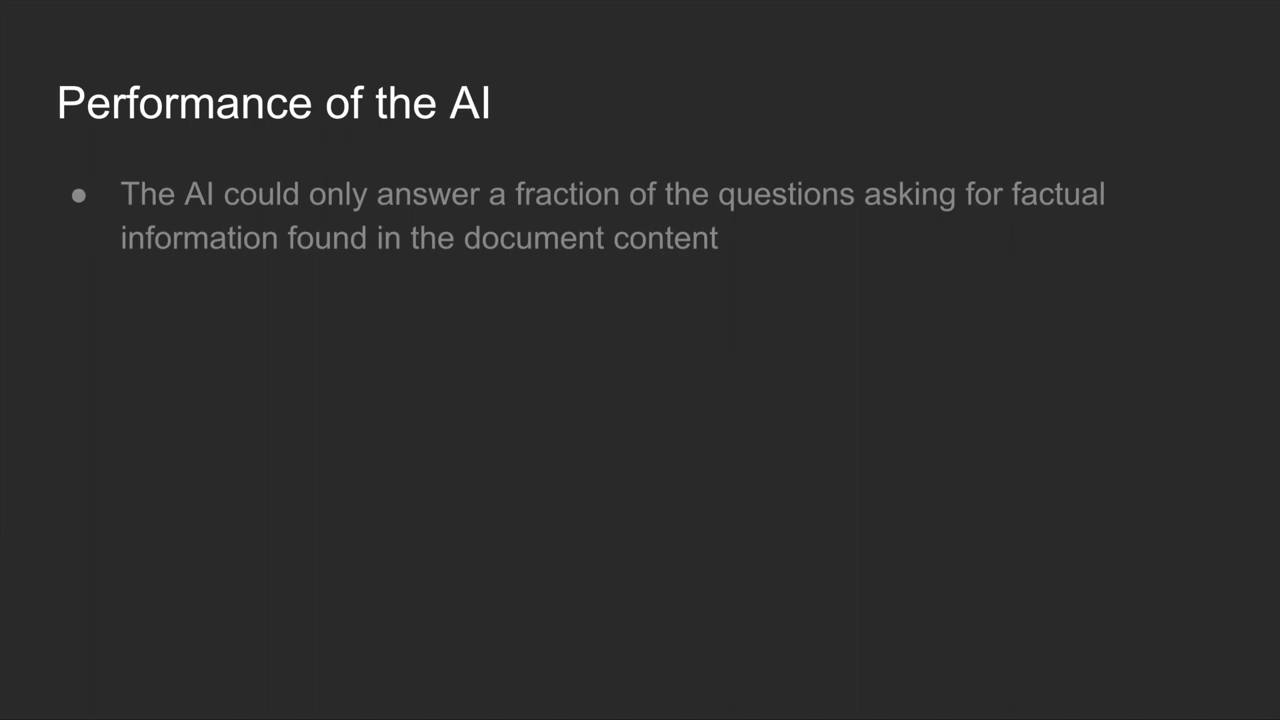 Performance of the AI
● The AI could only answer a fraction of the questions asking for factual
information found in the document content